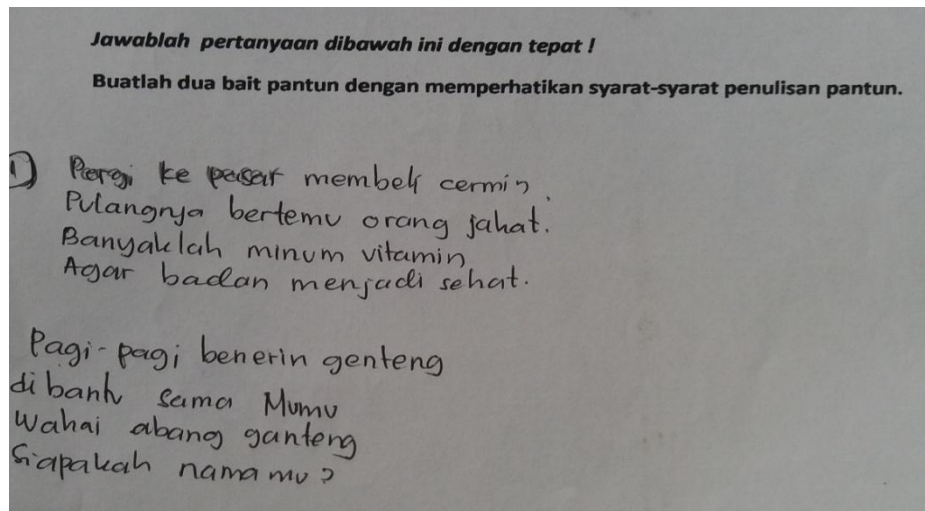 Jawablah pertanyaan dibawah ini dengan tepat !
Buatlah dua bait pantun dengan memperhatikan syarat-syarat penulisan pantun.
1) Pergi ke pasar membeli cermin,
Pulangnya bertemu orang jahat.
Banyaklah minum vitamin
Agar badan menjadi sehat.
Pagi-pagi benerin genteng
dibantu sama Mumu
Wahai abang ganteng
Siapakah nama mu?